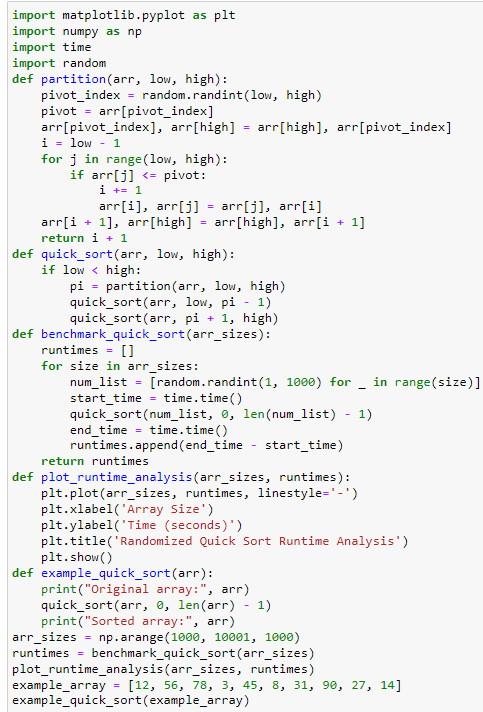 import matplotlib.pyplot as plt
import numpy as np
import time
import random
def partition(arr, low, high):
    pivot_index = random.randint(low, high)
    pivot = arr[pivot_index]
    arr[pivot_index], arr[high] = arr[high], arr[pivot_index]
    i = low - 1
    for j in range(low, high):
        if arr[j] <= pivot:
            i += 1
            arr[i], arr[j] = arr[j], arr[i]
    arr[i + 1], arr[high] = arr[high], arr[i + 1]
    return i + 1
def quick_sort(arr, low, high):
    if low < high:
        pi = partition(arr, low, high)
        quick_sort(arr, low, pi - 1)
        quick_sort(arr, pi + 1, high)
def benchmark_quick_sort(arr_sizes):
    runtimes = []
    for size in arr_sizes:
        num_list = [random.randint(1, 1000) for _ in range(size)]
        start_time = time.time()
        quick_sort(num_list, 0, len(num_list) - 1)
        end_time = time.time()
        runtimes.append(end_time - start_time)
    return runtimes
def plot_runtime_analysis(arr_sizes, runtimes):
    plt.plot(arr_sizes, runtimes, linestyle='-')
    plt.xlabel('Array Size')
    plt.ylabel('Time (seconds)')
    plt.title('Randomized Quick Sort Runtime Analysis')
    plt.show()
def example_quick_sort(arr):
    print("Original array:", arr)
    quick_sort(arr, 0, len(arr) - 1)
    print("Sorted array:", arr)
arr_sizes = np.arange(1000, 10001, 1000)
runtimes = benchmark_quick_sort(arr_sizes)
plot_runtime_analysis(arr_sizes, runtimes)
example_array = [12, 56, 78, 3, 45, 8, 31, 90, 27, 14]
example_quick_sort(example_array)